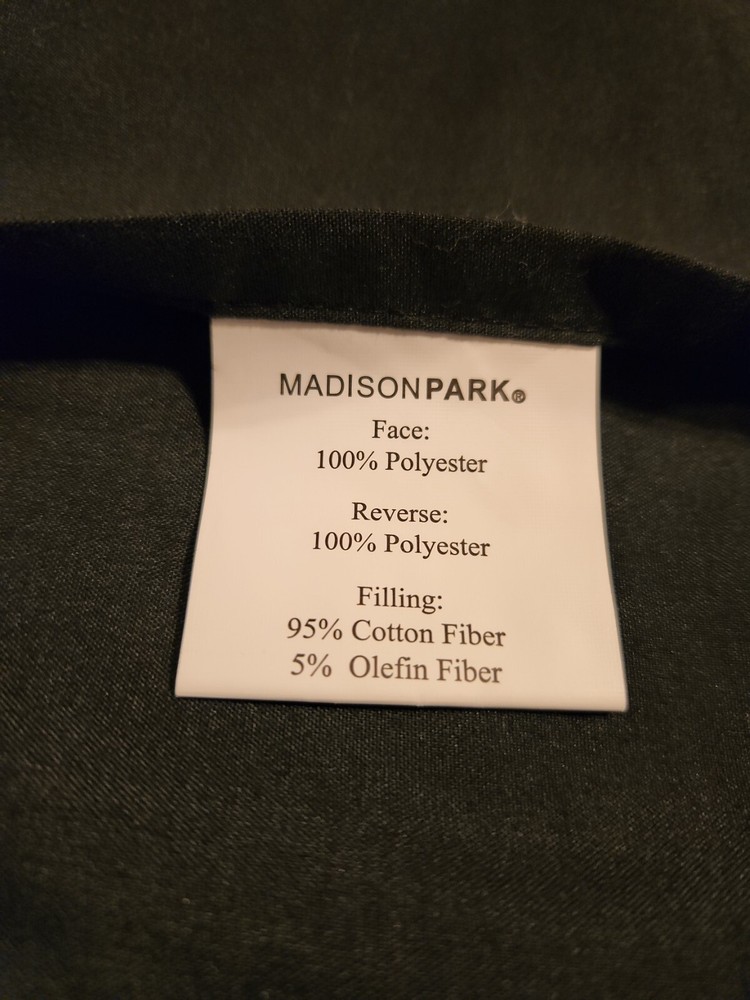 MADISONPARK®
Face:
100% Polyester
Reverse:
100% Polyester
Filling:
95% Cotton Fiber
5% Olefin Fiber